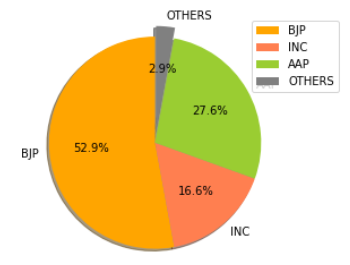 OTHERS
BJP
INC
AAP
OTHERS
2.9%
27.6%
52.9%
BJP
16.6%
INC